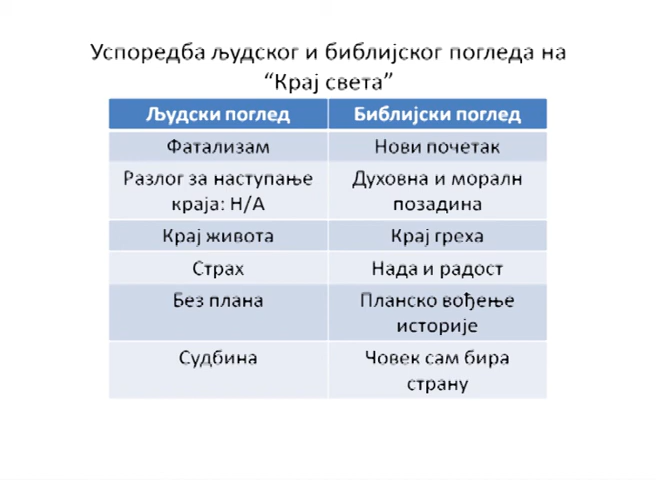 Успоредба људског и библијског погледа на
“Крај света”
Људски поглед Библијски поглед
Фатализам Нови почетак
Разлог за наступање Духовна и моралн
краја: Н/А позадина
Крај живота Крај греха
Страх Нада и радост
Без плана Планско вођење
историје
Судбина Човек сам бира
страну